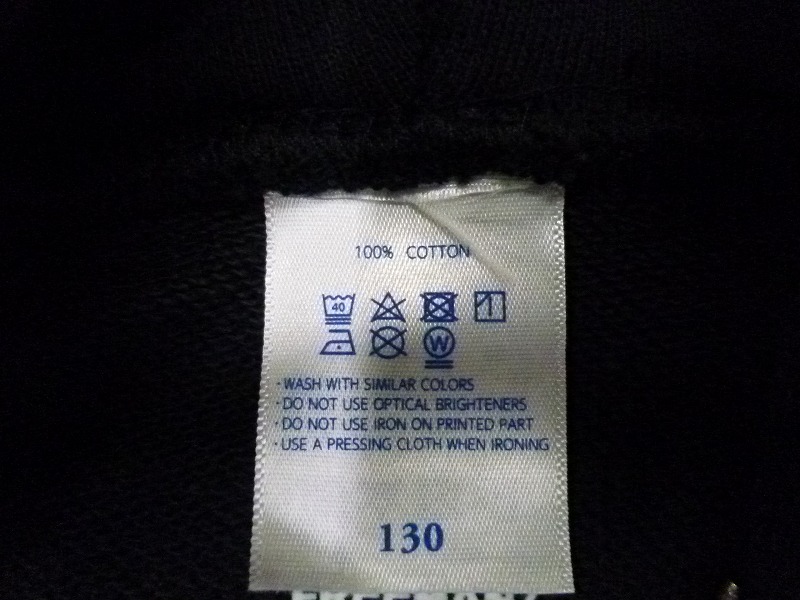 100% COTTON
40
W
· WASH WITH SIMILAR COLORS
· DO NOT USE OPTICAL BRIGHTENERS
· DO NOT USE IRON ON PRINTED PART
· USE A PRESSING CLOTH WHEN IRONING
130